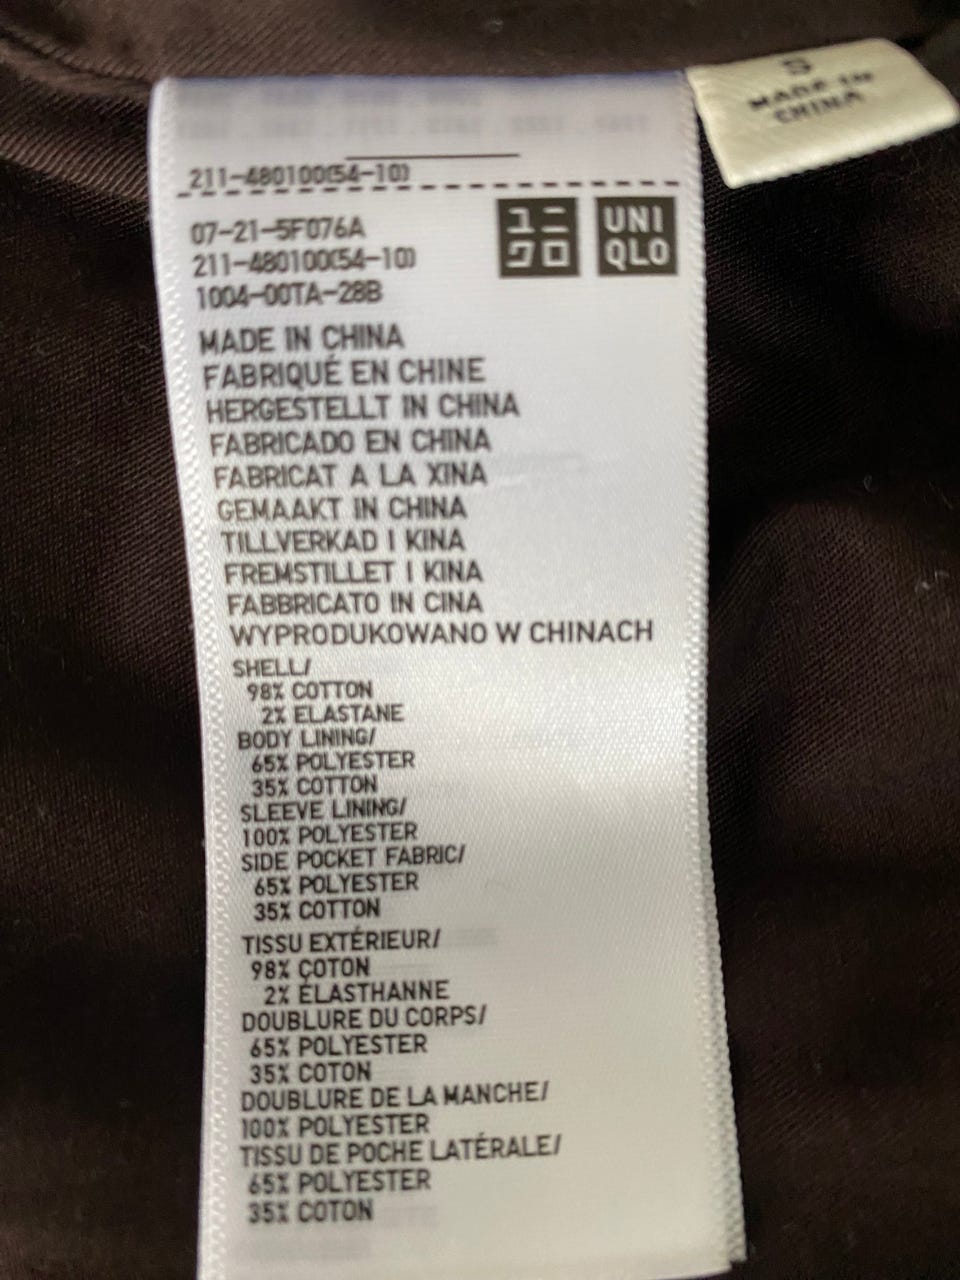 S
MADE IN
CHINA
211-480100(54-10)
07-21-5F076A
211-480100(54-10)
1004-00TA-28B
ユニ
クロ
UNI
QLO
MADE IN CHINA
FABRIQUÉ EN CHINE
HERGESTELLT IN CHINA
FABRICADO EN CHINA
FABRICAT A LA XINA
GEMAAKT IN CHINA
TILLVERKAD I KINA
FREMSTILLET I KINA
FABBRICATO IN CINA
WYPRODUKOWANO W CHINACH
SHELL/
98% COTTON
2% ELASTANE
BODY LINING/
65% POLYESTER
35% COTTON
SLEEVE LINING/
100% POLYESTER
SIDE POCKET FABRIC/
65% POLYESTER
35% COTTON
TISSU EXTÉRIEUR/
98% COTON
2% ÉLASTHANNE
DOUBLURE DU CORPS/
65% POLYESTER
35% COTON
DOUBLURE DE LA MANCHE/
100% POLYESTER
TISSU DE POCHE LATÉRALE/
65% POLYESTER
35% COTON